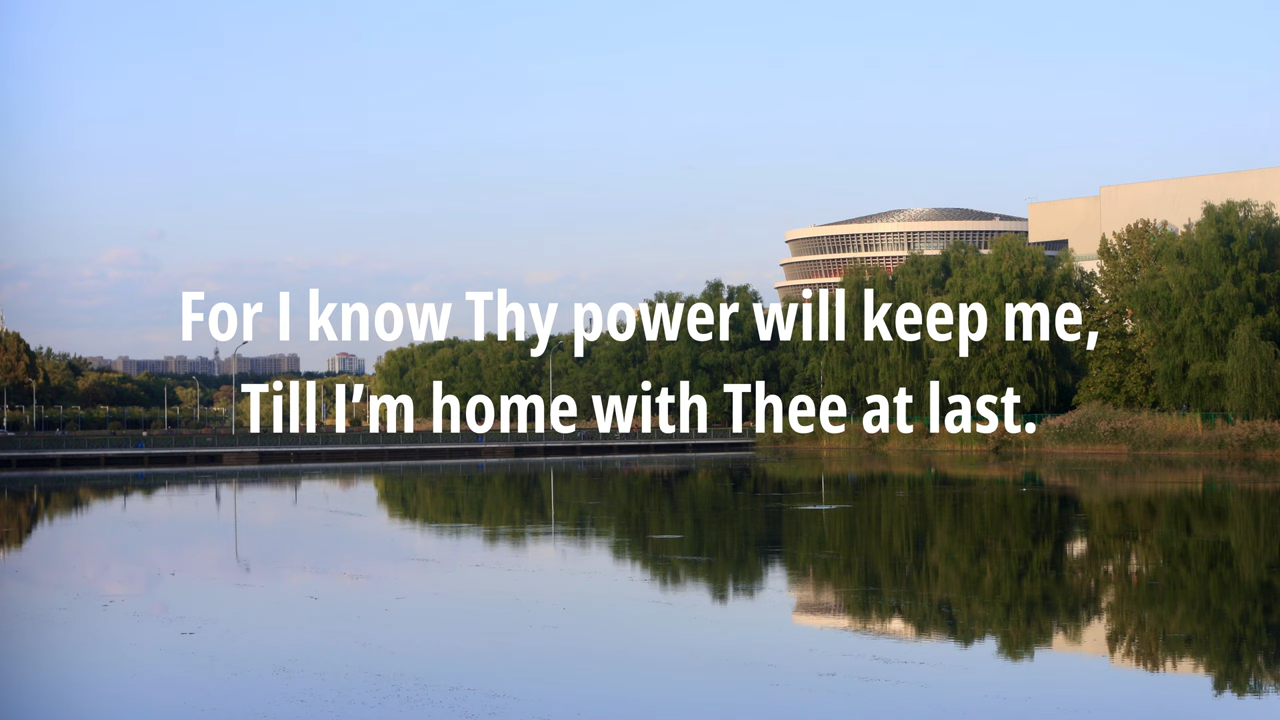 For I know Thy power will keep me,
Till I’m home with Thee at last.